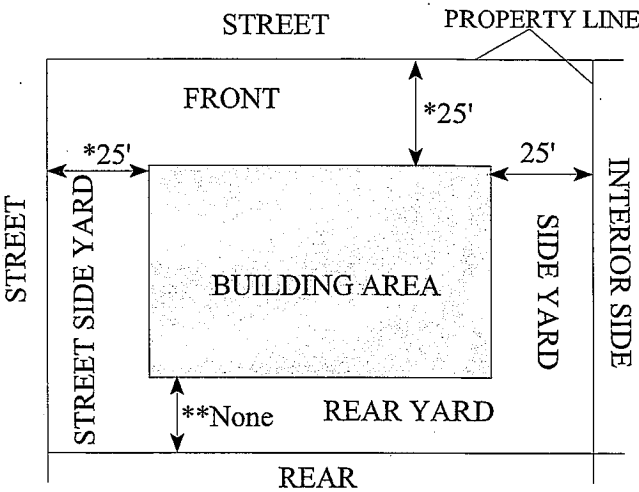 STREET
PROPERTY LINE
FRONT
*25'
*25'
25'
STREET
STREET SIDE YARD
BUILDING AREA
SIDE YARD
INTERIOR SIDE
**None
REAR YARD
REAR